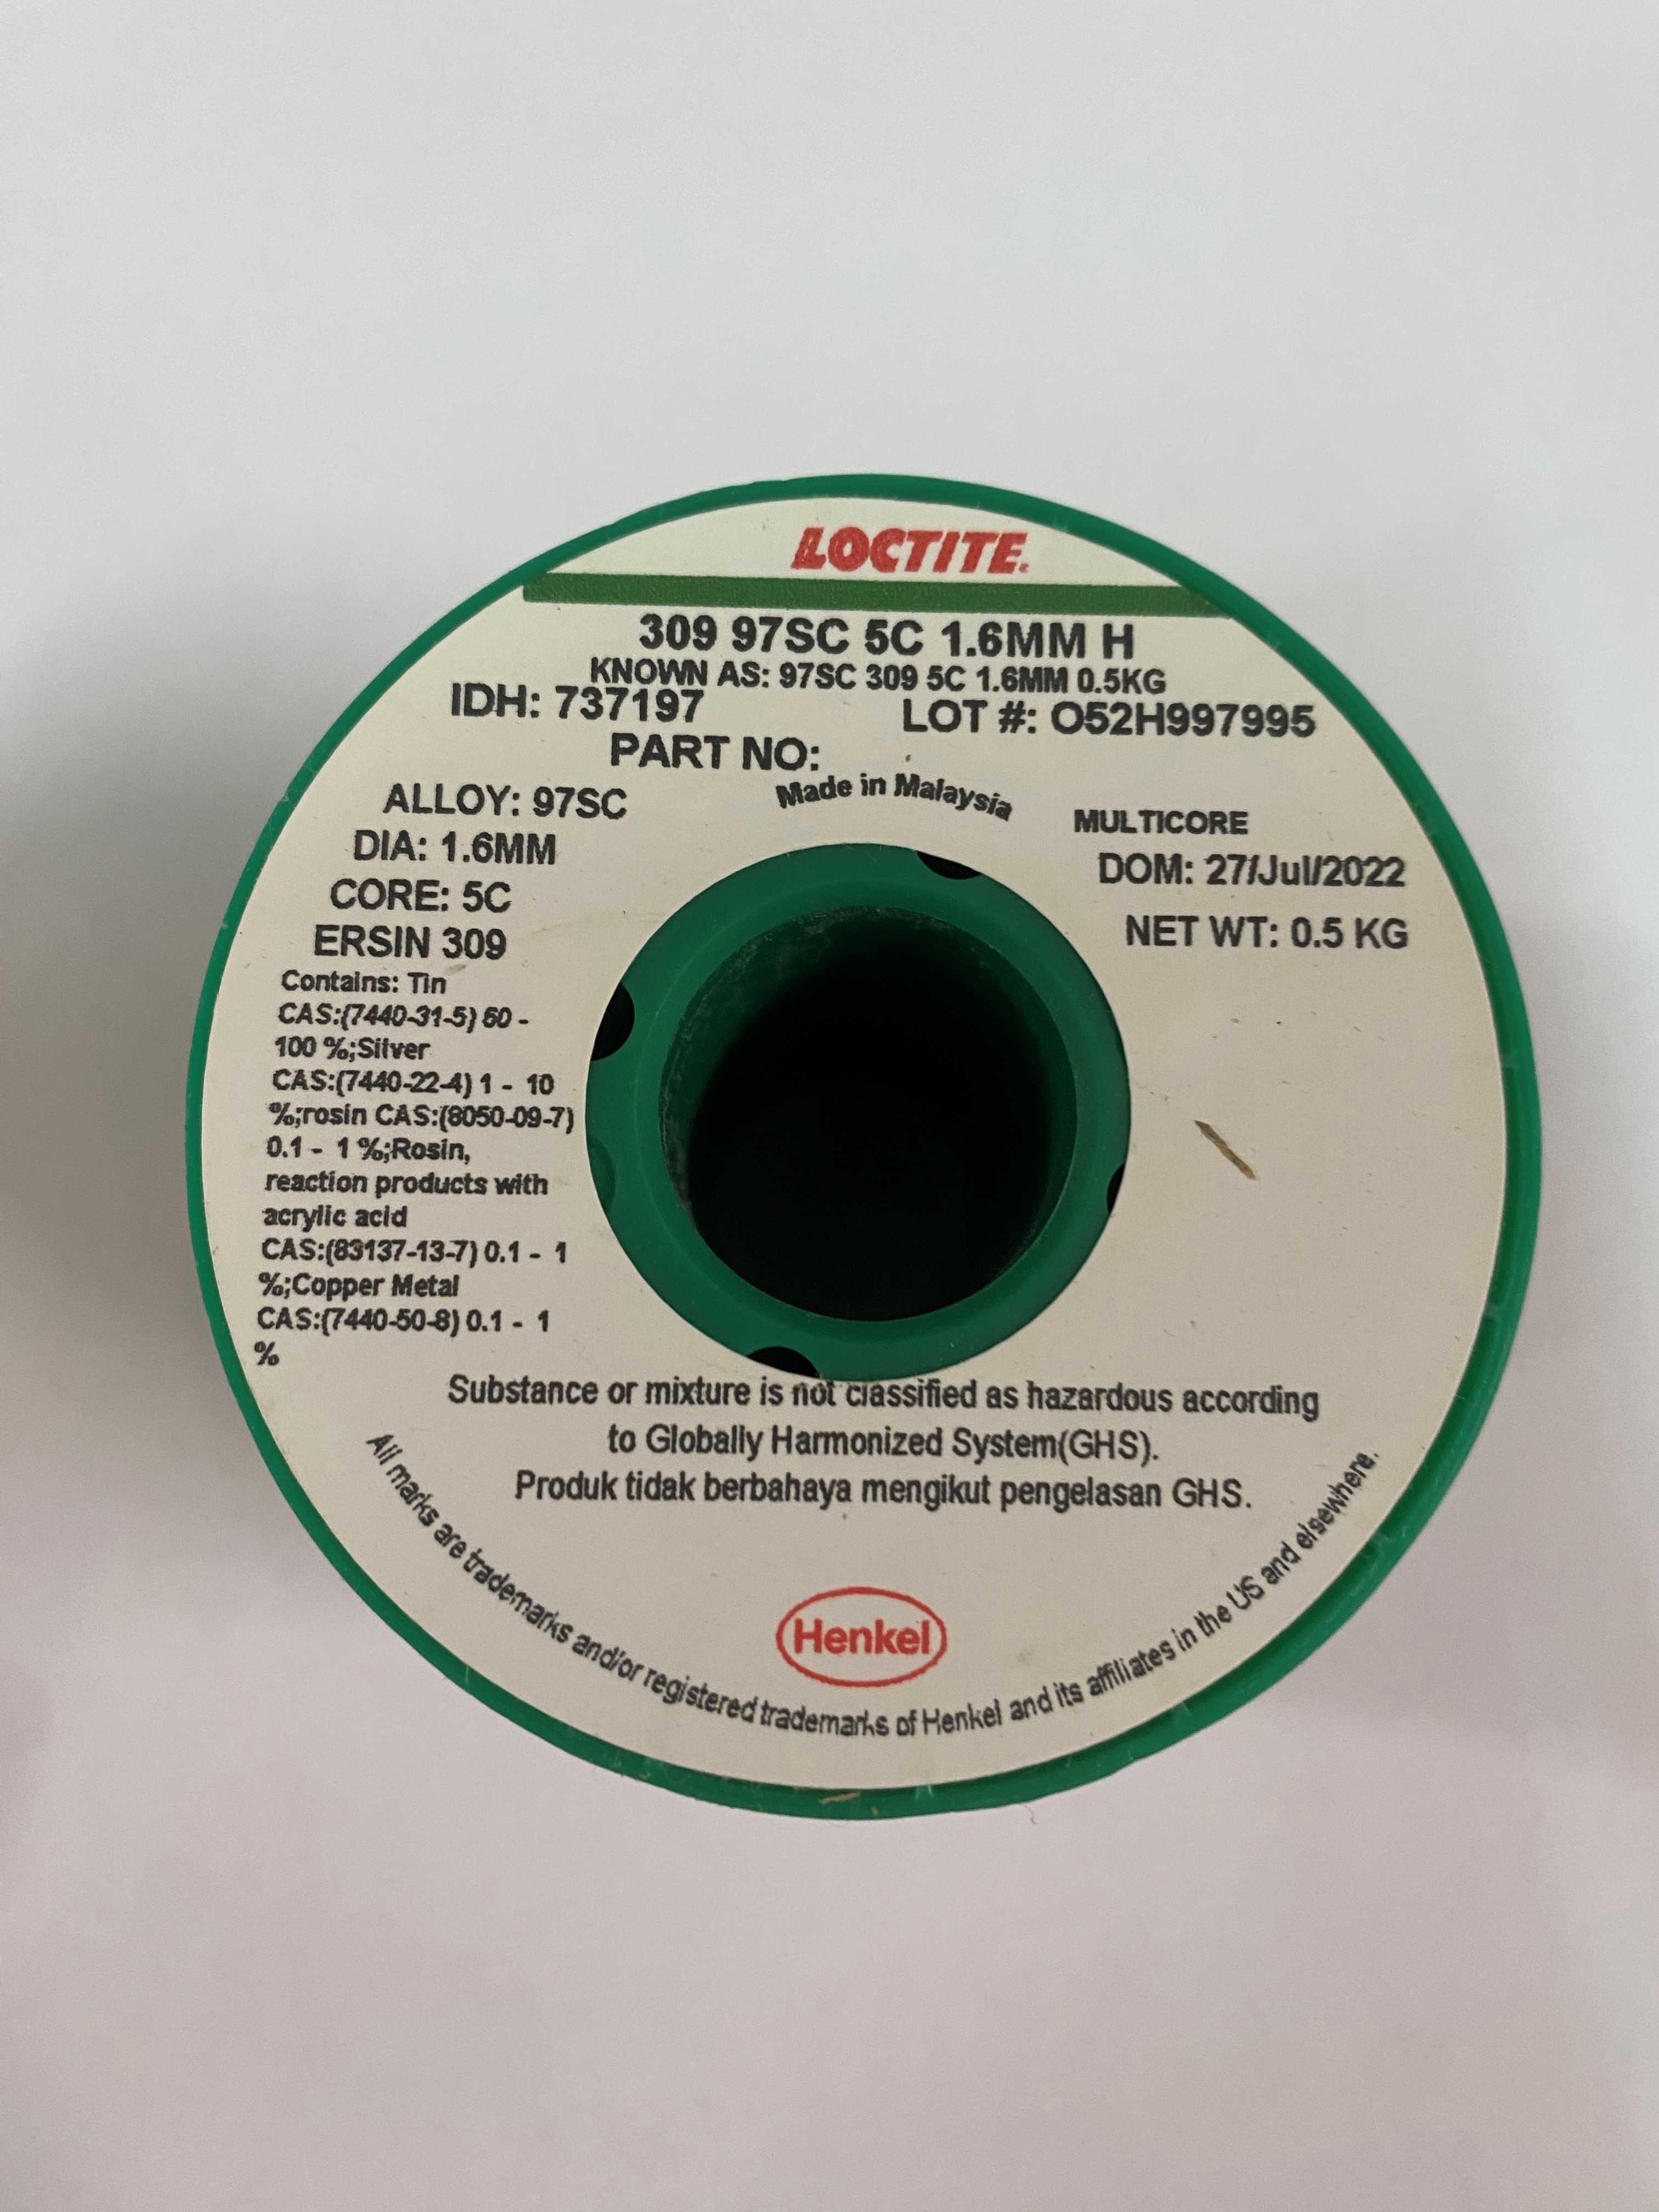 LOCTITE.
309 97SC 5C 1.6MM H
KNOWN AS: 97SC 309 5C 1.6MM 0.5KG
IDH: 737197
LOT #: O52H997995
PART NO:
Made in Malaysia
ALLOY: 97SC
DIA: 1.6MM
CORE: 5C
ERSIN 309
MULTICORE
DOM: 27/Jul/2022
NET WT: 0.5 KG
Contains: Tin
CAS:(7440-31-5) 60 -
100 %;Silver
CAS:(7440-22-4) 1 - 10
%;rosin CAS:(8050-09-7)
0.1 - 1 %;Rosin,
reaction products with
acrylic acid
CAS:(83137-13-7) 0.1 - 1
%;Copper Metal
CAS:(7440-50-8) 0.1 - 1
%
Substance or mixture is not classified as hazardous according
to Globally Harmonized System(GHS).
Produk tidak berbahaya mengikut pengelasan GHS.
Henkel
All marks are trademarks and/or registered trademarks of Henkel and its affiliates in the US and elsewhere.